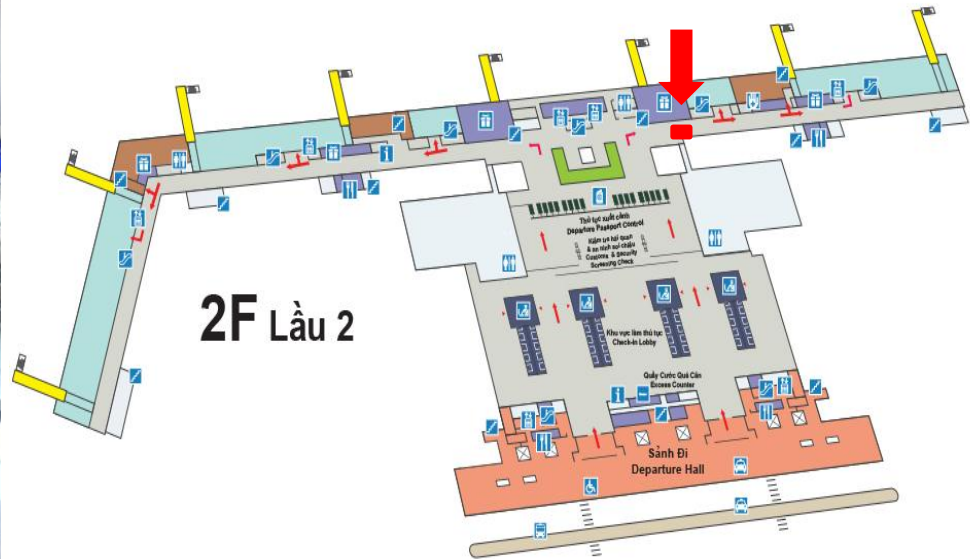 Thủ tục xuất cảnh
Departure Passport Control
Kiểm tra hải quan
& an ninh soi chiếu
Customs & Security
Screening Check
2F Lầu 2
Khu vực làm thủ tục
Check-in Lobby
Quầy Cước Quá Cân
Excess Counter
Sảnh Đi
Departure Hall